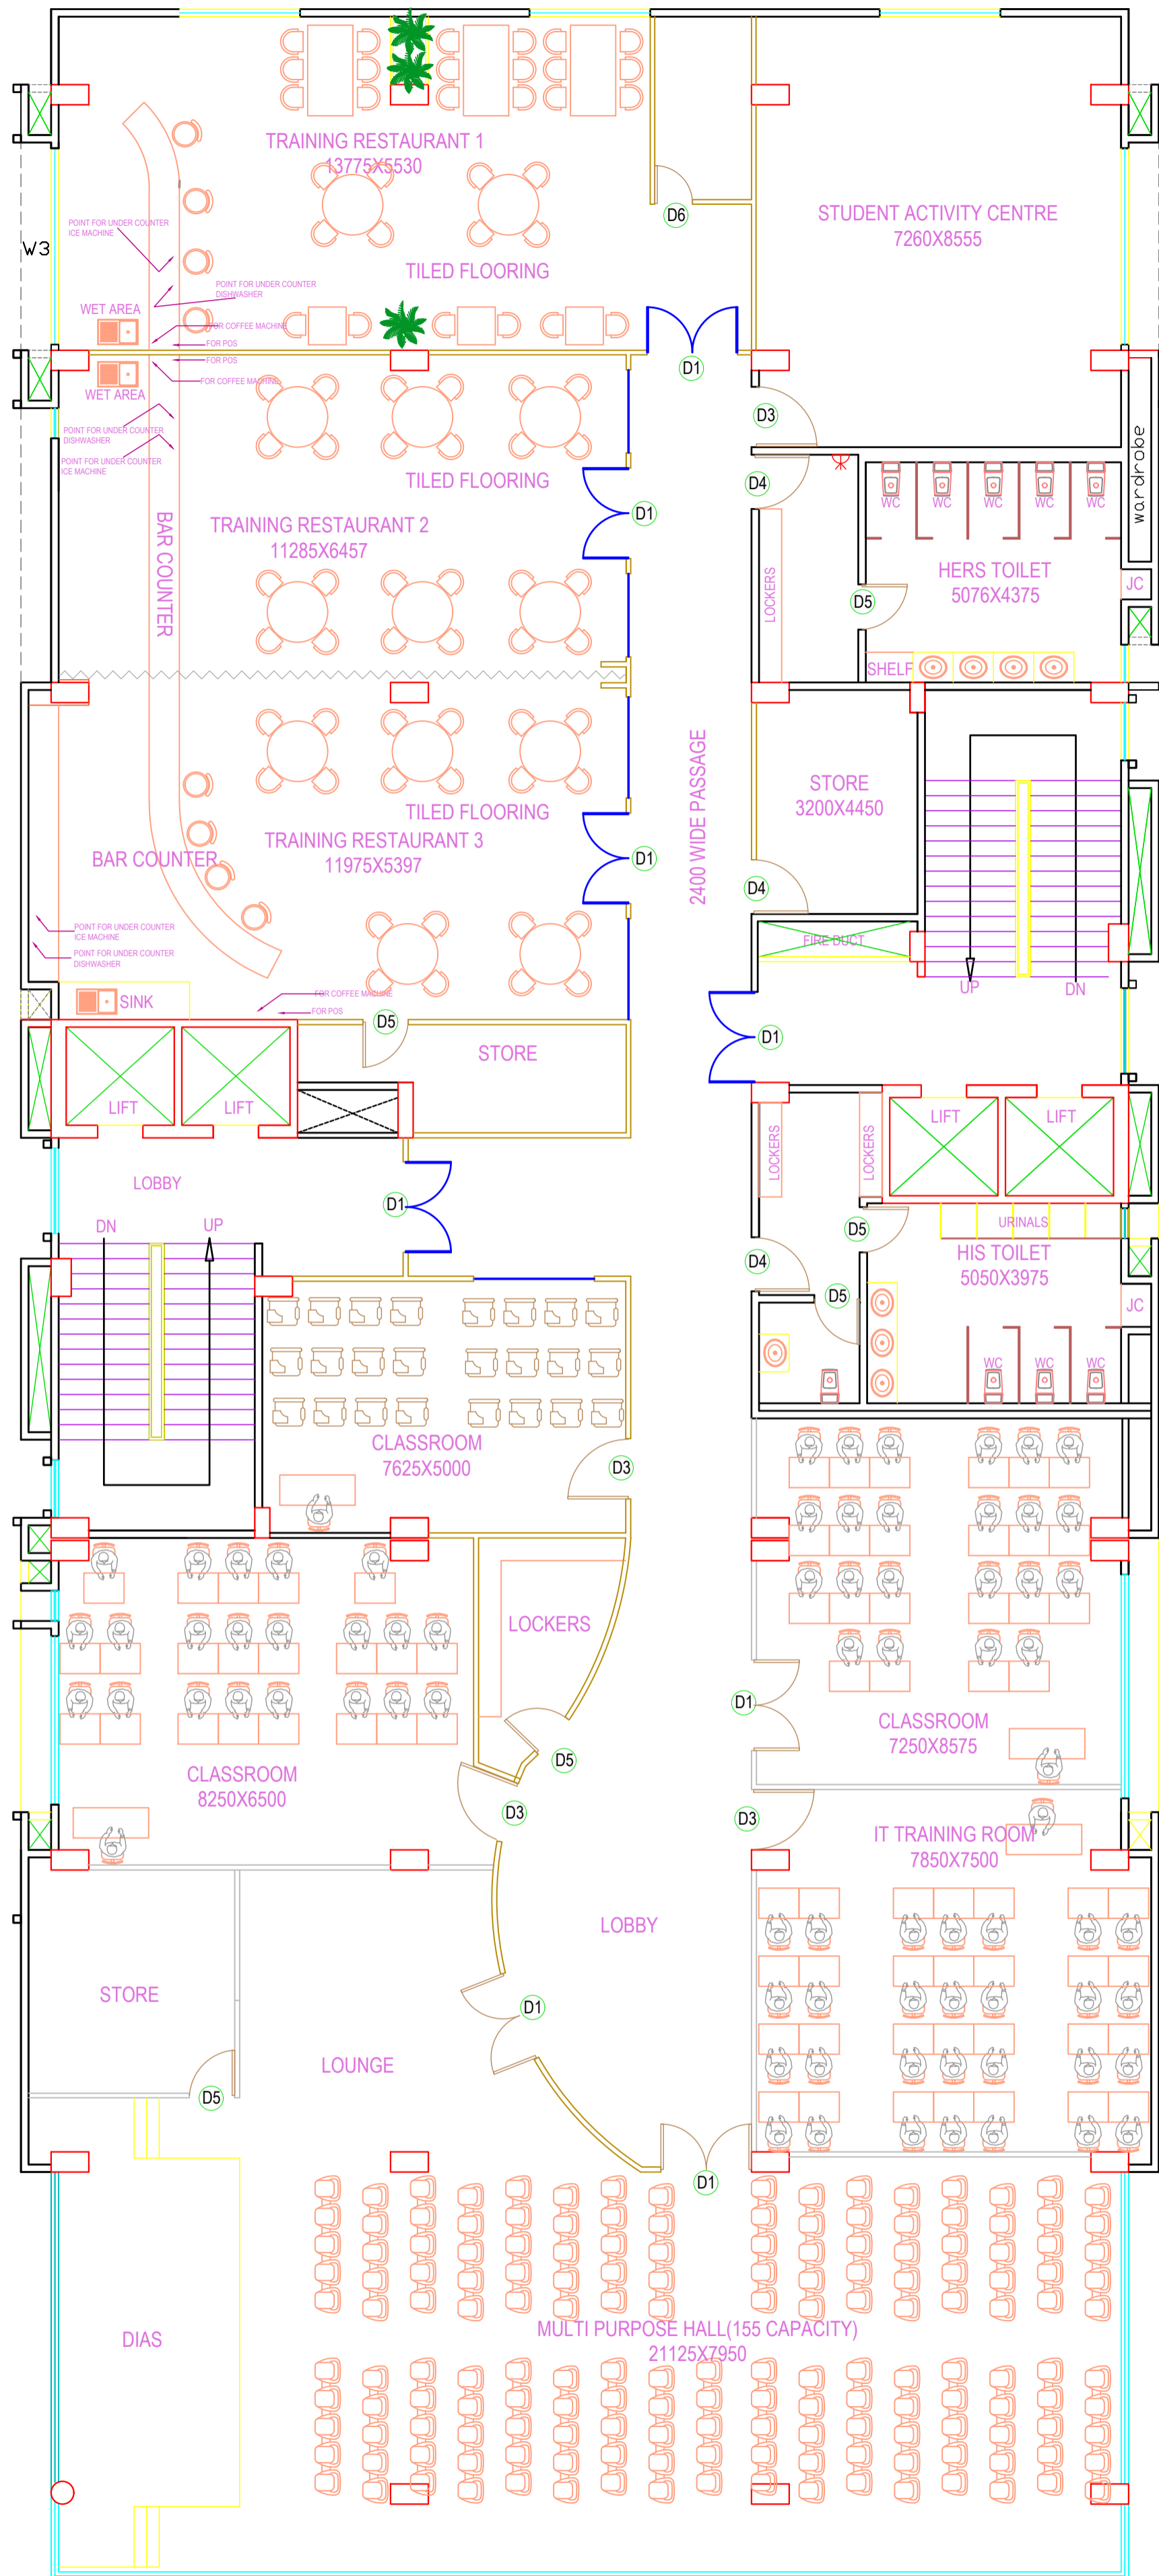 TRAINING RESTAURANT 1
13775X5530
POINT FOR UNDER COUNTER
ICE MACHINE
W3
D6
STUDENT ACTIVITY CENTRE
7260X8555
TILED FLOORING
POINT FOR UNDER COUNTER
DISHWASHER
WET AREA
FOR COFFEE MACHINE
FOR POS
FOR POS
FOR COFFEE MACHINE
WET AREA
D1
D3
POINT FOR UNDER COUNTER
DISHWASHER
POINT FOR UNDER COUNTER
ICE MACHINE
TILED FLOORING
TRAINING RESTAURANT 2
11285X6457
BAR COUNTER
D1
D4
LOCKERS
WC
WC
WC
WC
WC
wardrobe
HERS TOILET
5076X4375
JC
D5
SHELF
2400 WIDE PASSAGE
STORE
3200X4450
TILED FLOORING
TRAINING RESTAURANT 3
11975X5397
BAR COUNTER
D1
D4
POINT FOR UNDER COUNTER
ICE MACHINE
POINT FOR UNDER COUNTER
DISHWASHER
FIRE DUCT
UP
DN
SINK
FOR COFFEE MACHINE
FOR POS
D5
STORE
D1
LIFT
LIFT
LOCKERS
LOCKERS
LIFT
LIFT
LOBBY
D1
DN
UP
URINALS
D5
HIS TOILET
5050X3975
D4
D5
JC
WC
WC
WC
CLASSROOM
7625X5000
D3
LOCKERS
D1
CLASSROOM
7250X8575
D5
CLASSROOM
8250X6500
D3
D3
IT TRAINING ROOM
7850X7500
LOBBY
STORE
D1
LOUNGE
D5
D1
MULTI PURPOSE HALL(155 CAPACITY)
21125X7950
DIAS